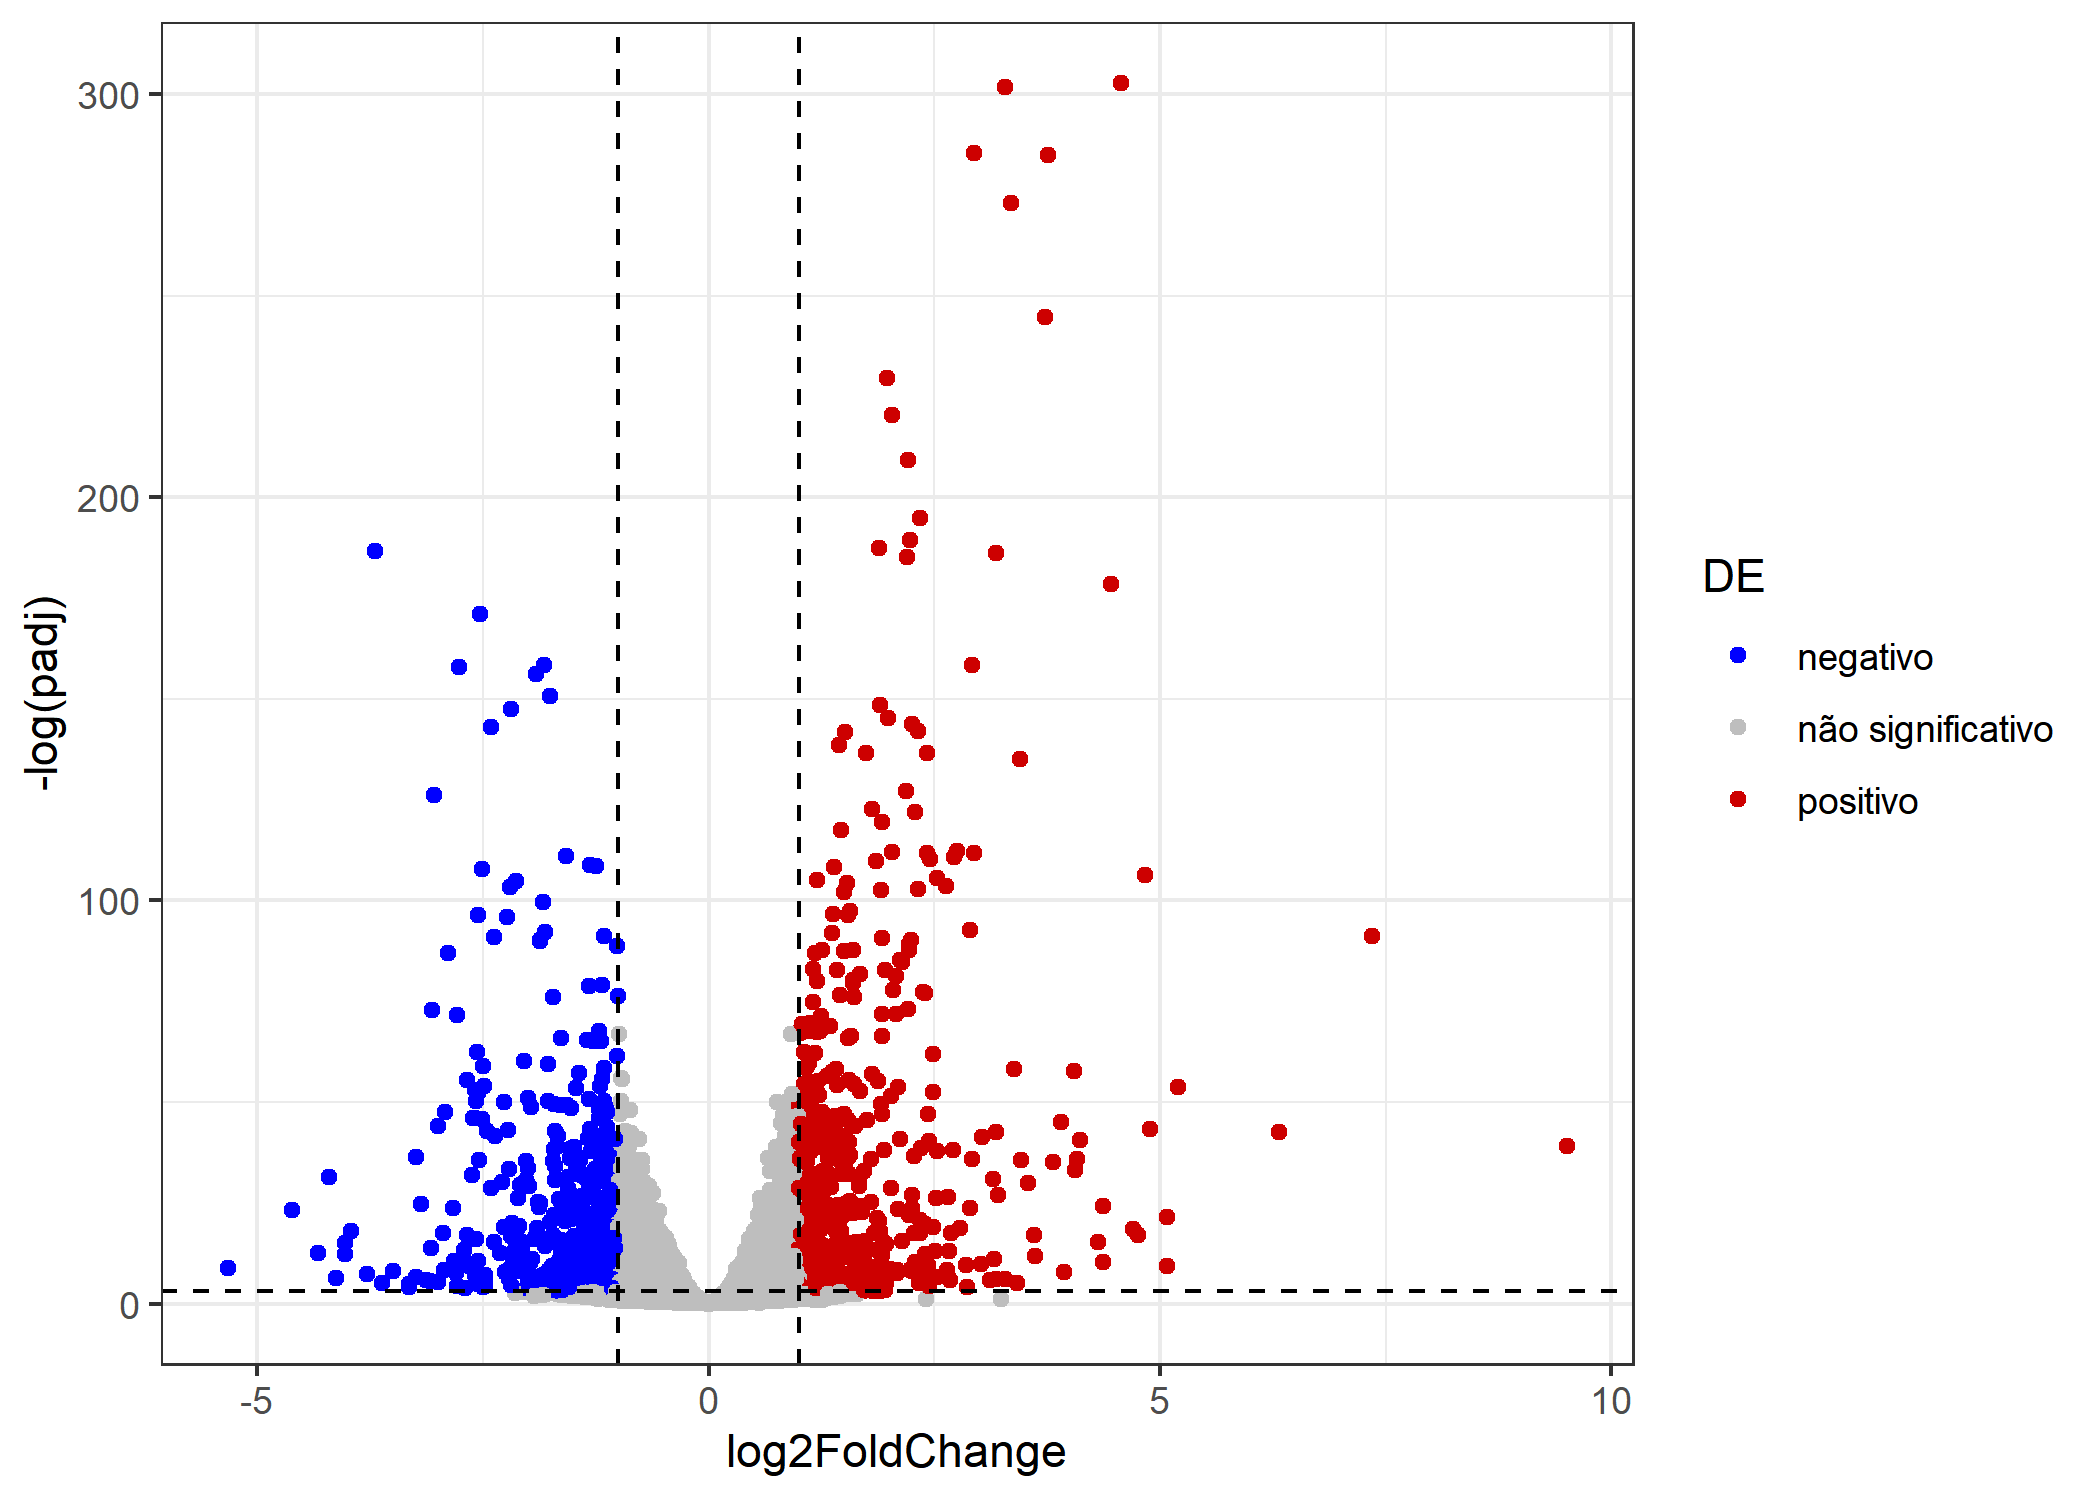 -log(padj)
300
200
100
0
-5
0
5
10
log2FoldChange
DE
negativo
não significativo
positivo